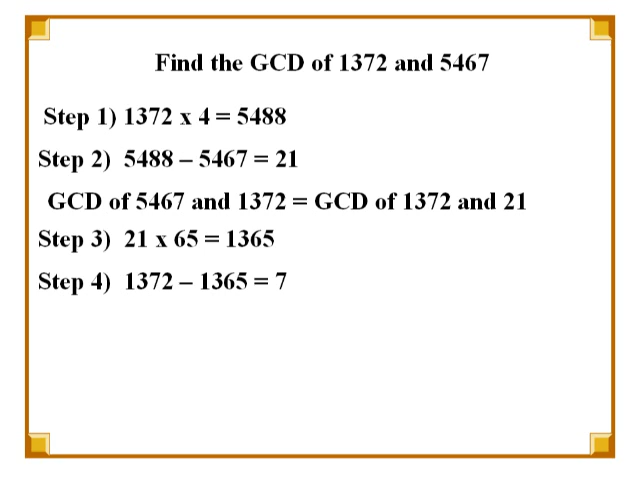 Find the GCD of 1372 and 5467
Step 1) 1372 x 4 = 5488
Step 2) 5488 – 5467 = 21
GCD of 5467 and 1372 = GCD of 1372 and 21
Step 3) 21 x 65 = 1365
Step 4) 1372 – 1365 = 7